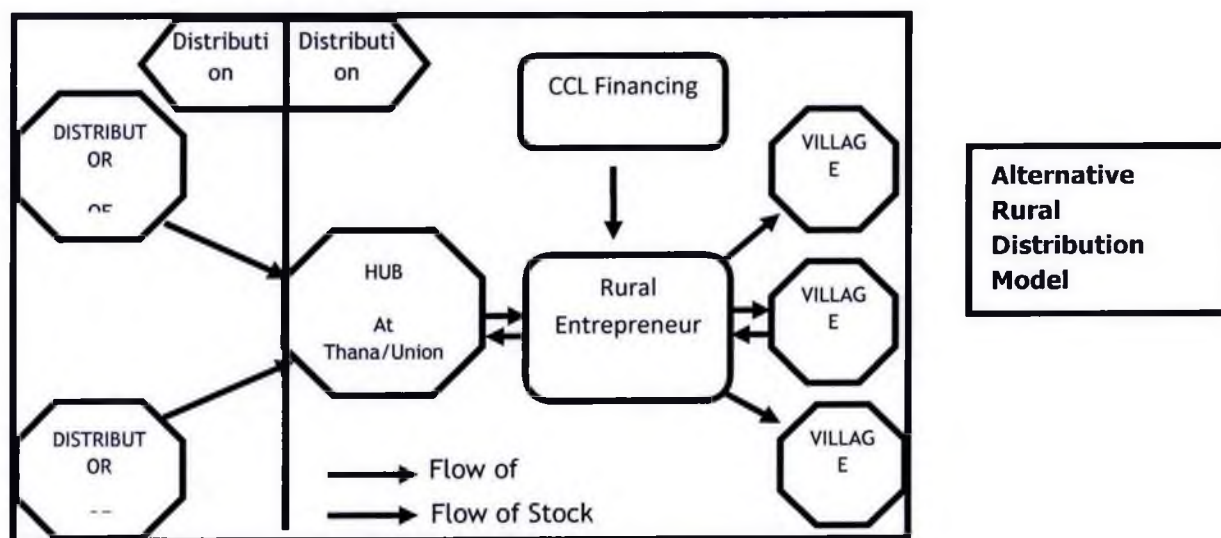 Distributi
on
Distributi
on
CCL Financing
DISTRIBUT
OR
VILLAG
E
Alternative
Rural
Distribution
Model
HUB
At
Thana/Union
Rural
Entrepreneur
VILLAG
E
DISTRIBUT
OR
VILLAG
E
Flow of
Flow of Stock